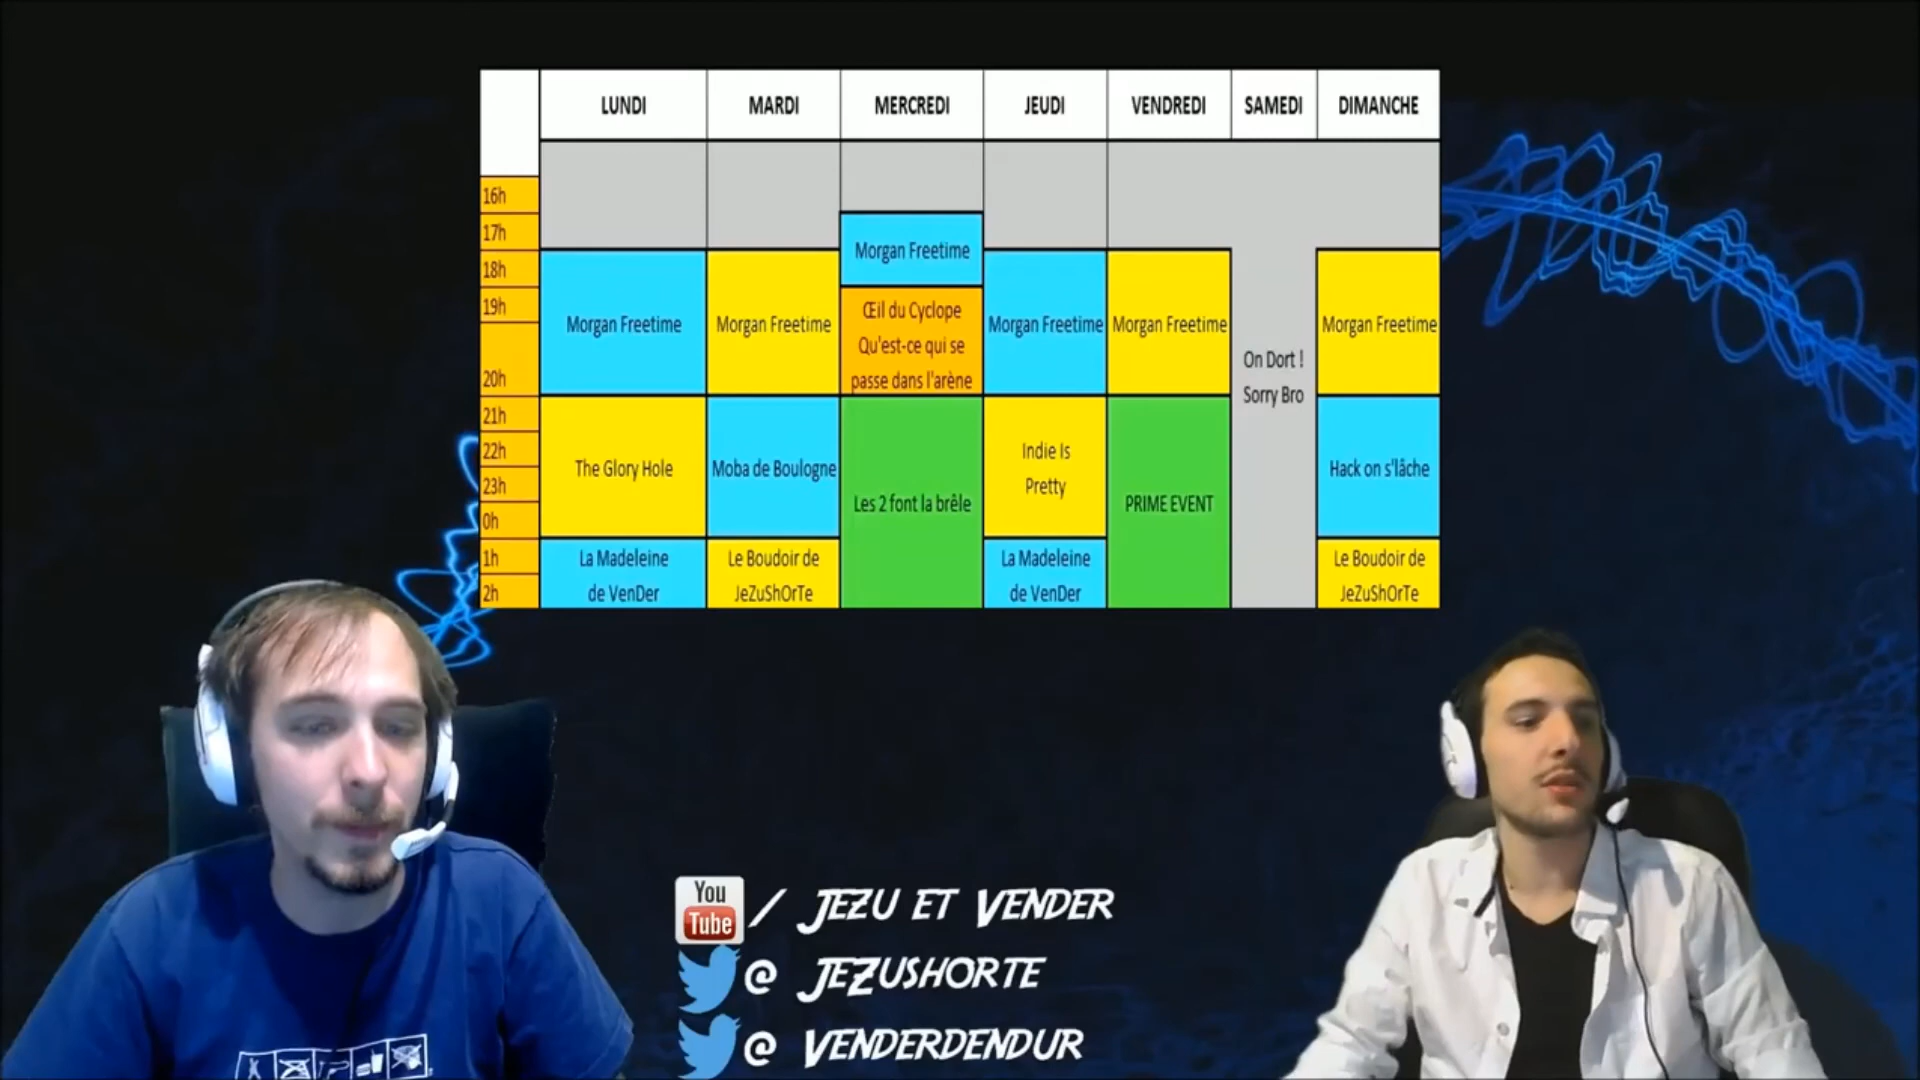 LUNDI MARDI MERCREDI JEUDI VENDREDI SAMEDI DIMANCHE
16h
17h
18h
19h
20h
21h
22h
23h
0h
1h
2h
Morgan Freetime
The Glory Hole
La Madeleine
de VenDer
Morgan Freetime
Moba de Boulogne
Le Boudoir de
JeZuShOrTe
Morgan Freetime
Œil du Cyclope
Qu'est-ce qui se
passe dans l'arène
Les 2 font la brêle
Morgan Freetime
Indie Is
Pretty
La Madeleine
de VenDer
Morgan Freetime
PRIME EVENT
On Dort !
Sorry Bro
Morgan Freetime
Hack on s'lâche
Le Boudoir de
JeZuShOrTe
You
Tube
/ JEZU ET VENDER
@ JEZUSHORTE
@ VENDERDENDUR